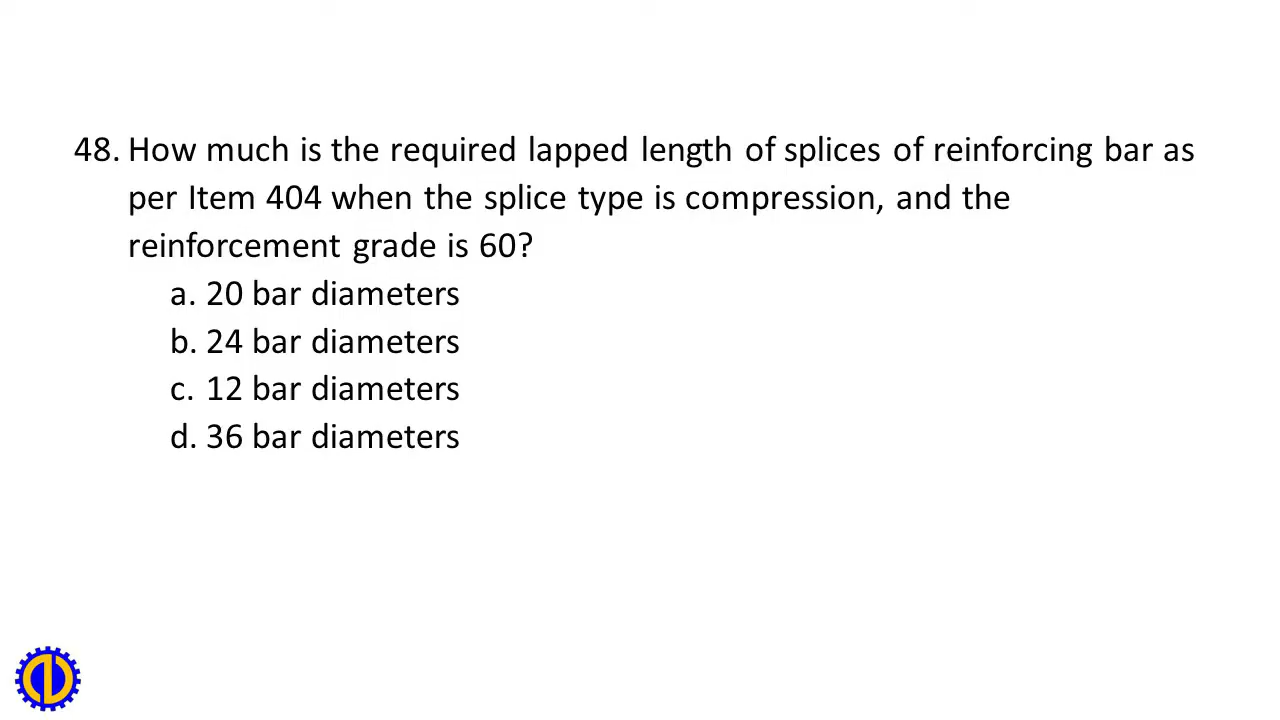 48. How much is the required lapped length of splices of reinforcing bar as
per Item 404 when the splice type is compression, and the
reinforcement grade is 60?
a. 20 bar diameters
b. 24 bar diameters
c. 12 bar diameters
d. 36 bar diameters